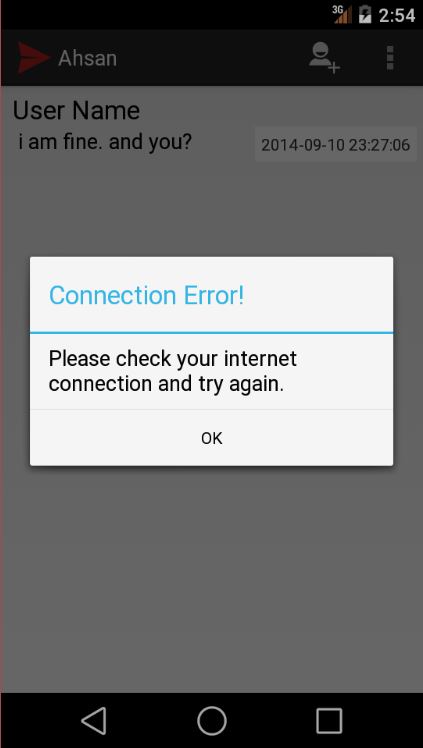 3G 2:54
Ahsan
User Name
i am fine. and you?
2014-09-10 23:27:06
Connection Error!
Please check your internet
connection and try again.
OK